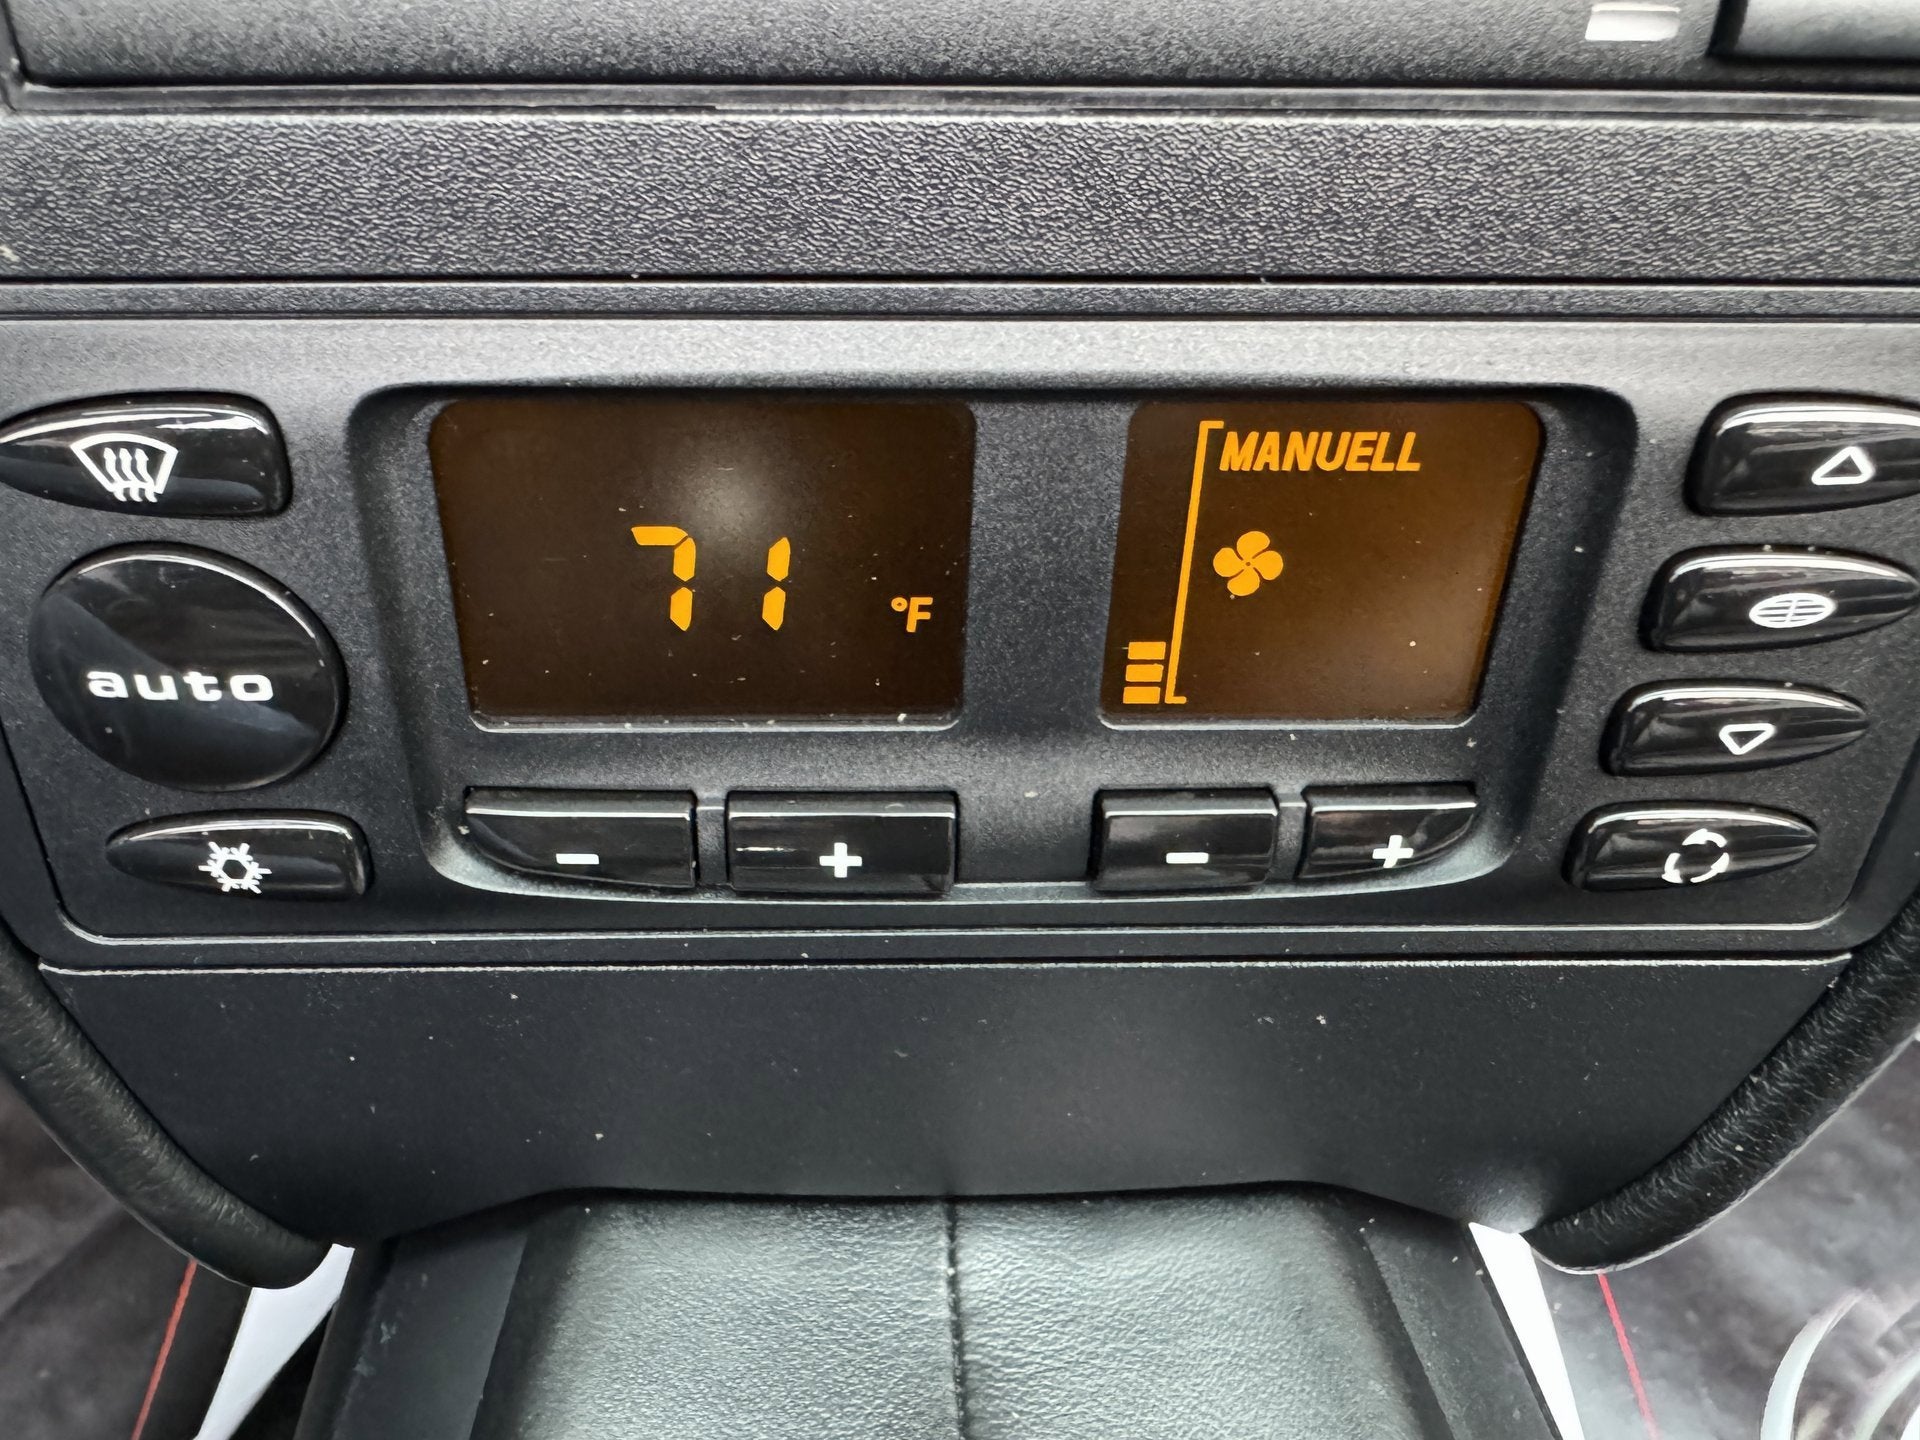 MANUELL
71 °F
auto
- + - +